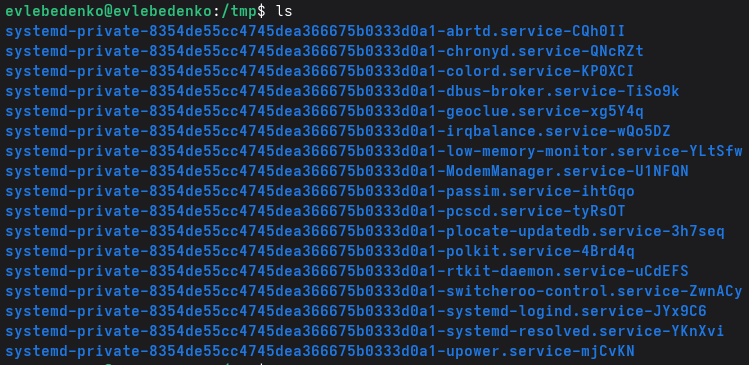 evlebedenko@evlebedenko:/tmp$ ls
systemd-private-8354de55cc4745dea366675b0333d0a1-abrtd.service-CQh0II
systemd-private-8354de55cc4745dea366675b0333d0a1-chronyd.service-QNcRZt
systemd-private-8354de55cc4745dea366675b0333d0a1-colord.service-KP0XCI
systemd-private-8354de55cc4745dea366675b0333d0a1-dbus-broker.service-TiSo9k
systemd-private-8354de55cc4745dea366675b0333d0a1-geoclue.service-xg5Y4q
systemd-private-8354de55cc4745dea366675b0333d0a1-irqbalance.service-wQo5DZ
systemd-private-8354de55cc4745dea366675b0333d0a1-low-memory-monitor.service-YLtSfw
systemd-private-8354de55cc4745dea366675b0333d0a1-ModemManager.service-U1NFQN
systemd-private-8354de55cc4745dea366675b0333d0a1-passim.service-ihtGqo
systemd-private-8354de55cc4745dea366675b0333d0a1-pcscd.service-tyRsOT
systemd-private-8354de55cc4745dea366675b0333d0a1-plocate-updatedb.service-3h7seq
systemd-private-8354de55cc4745dea366675b0333d0a1-polkit.service-4Brd4q
systemd-private-8354de55cc4745dea366675b0333d0a1-rtkit-daemon.service-uCdEFS
systemd-private-8354de55cc4745dea366675b0333d0a1-switcheroo-control.service-ZwnACy
systemd-private-8354de55cc4745dea366675b0333d0a1-systemd-logind.service-JYx9C6
systemd-private-8354de55cc4745dea366675b0333d0a1-systemd-resolved.service-YKnXvi
systemd-private-8354de55cc4745dea366675b0333d0a1-upower.service-mjCvKN